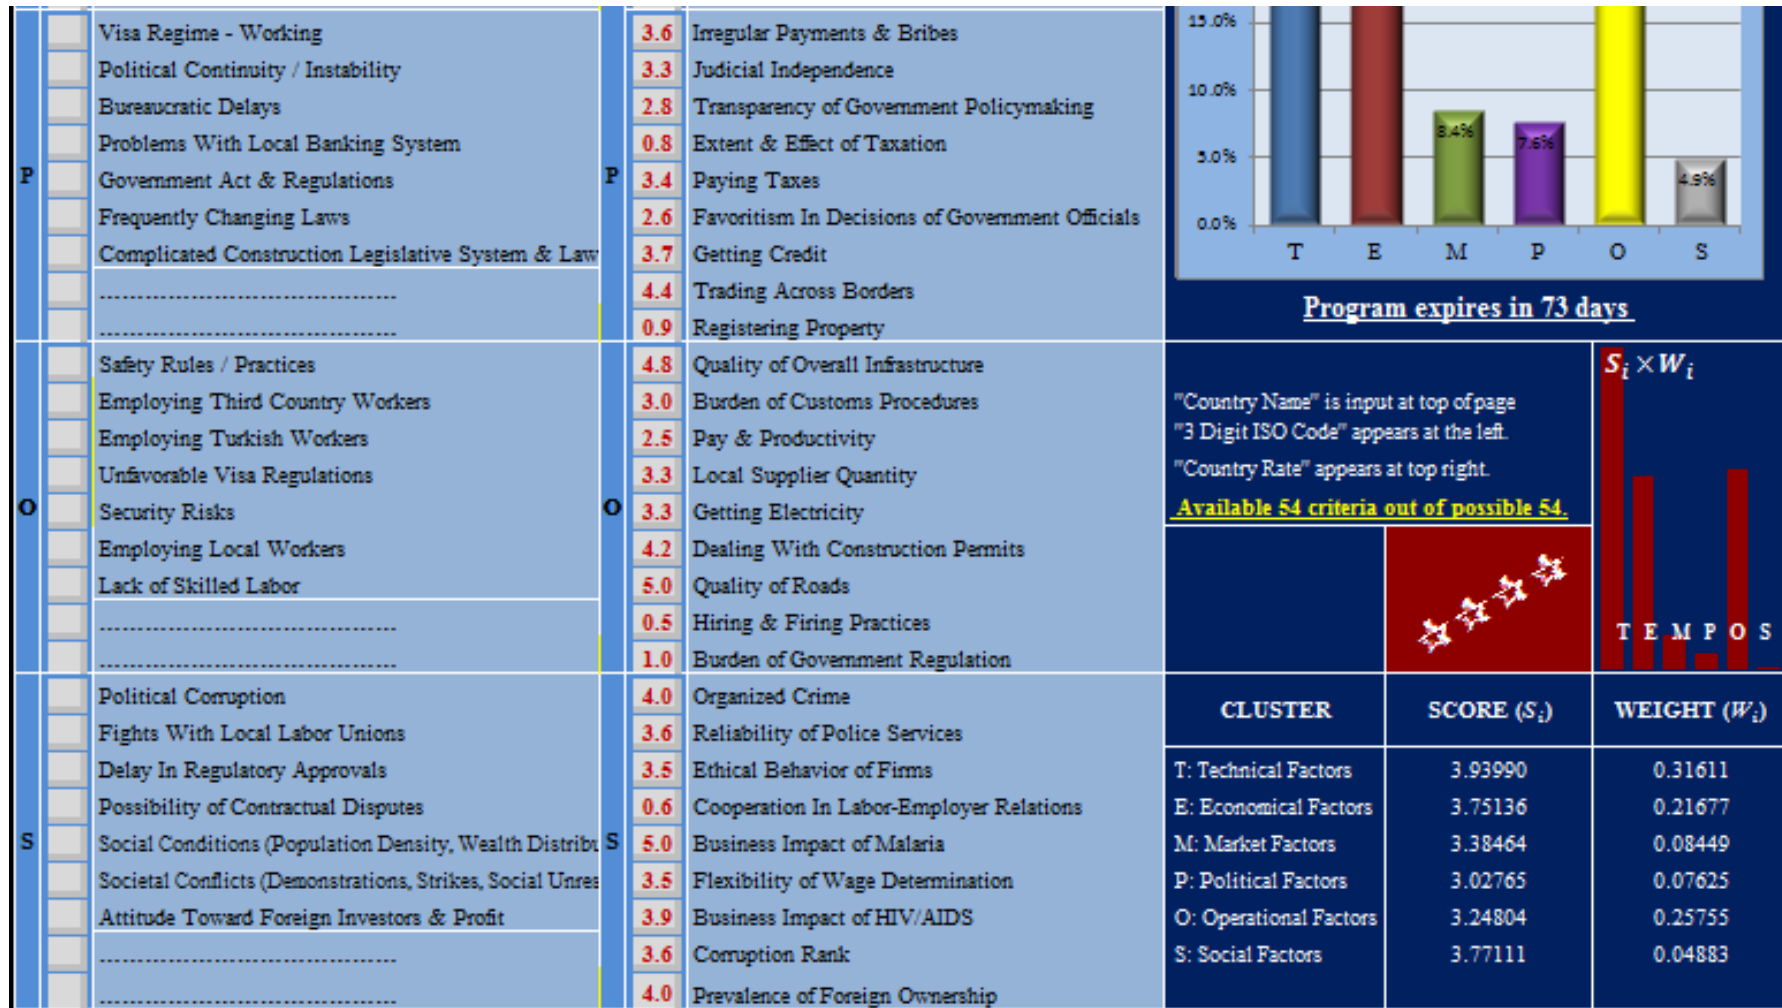 P
Visa Regime - Working
Political Continuity / Instability
Bureaucratic Delays
Problems With Local Banking System
Government Act & Regulations
Frequently Changing Laws
Complicated Construction Legislative System & Law
........................................
........................................
P
3.6 Irregular Payments & Bribes
3.3 Judicial Independence
2.8 Transparency of Government Policymaking
0.8 Extent & Effect of Taxation
3.4 Paying Taxes
2.6 Favoritism In Decisions of Government Officials
3.7 Getting Credit
4.4 Trading Across Borders
0.9 Registering Property
15.0%
10.0%
5.0%
0.0%
8.4%
7.6%
4.9%
T E M P O S
Program expires in 73 days
O
Safety Rules / Practices
Employing Third Country Workers
Employing Turkish Workers
Unfavorable Visa Regulations
Security Risks
Employing Local Workers
Lack of Skilled Labor
........................................
........................................
O
4.8 Quality of Overall Infrastructure
3.0 Burden of Customs Procedures
2.5 Pay & Productivity
3.3 Local Supplier Quantity
3.3 Getting Electricity
4.2 Dealing With Construction Permits
5.0 Quality of Roads
0.5 Hiring & Firing Practices
1.0 Burden of Government Regulation
"Country Name" is input at top of page
"3 Digit ISO Code" appears at the left.
"Country Rate" appears at top right.
Available 54 criteria out of possible 54.
Si × Wi
T E M P O S
S
Political Corruption
Fights With Local Labor Unions
Delay In Regulatory Approvals
Possibility of Contractual Disputes
Social Conditions (Population Density, Wealth Distribu
Societal Conflicts (Demonstrations, Strikes, Social Unres
Attitude Toward Foreign Investors & Profit
........................................
........................................
S
4.0 Organized Crime
3.6 Reliability of Police Services
3.5 Ethical Behavior of Firms
0.6 Cooperation In Labor-Employer Relations
5.0 Business Impact of Malaria
3.5 Flexibility of Wage Determination
3.9 Business Impact of HIV/AIDS
3.6 Corruption Rank
4.0 Prevalence of Foreign Ownership
CLUSTER SCORE (Si) WEIGHT (Wi)
T: Technical Factors 3.93990 0.31611
E: Economical Factors 3.75136 0.21677
M: Market Factors 3.38464 0.08449
P: Political Factors 3.02765 0.07625
O: Operational Factors 3.24804 0.25755
S: Social Factors 3.77111 0.04883